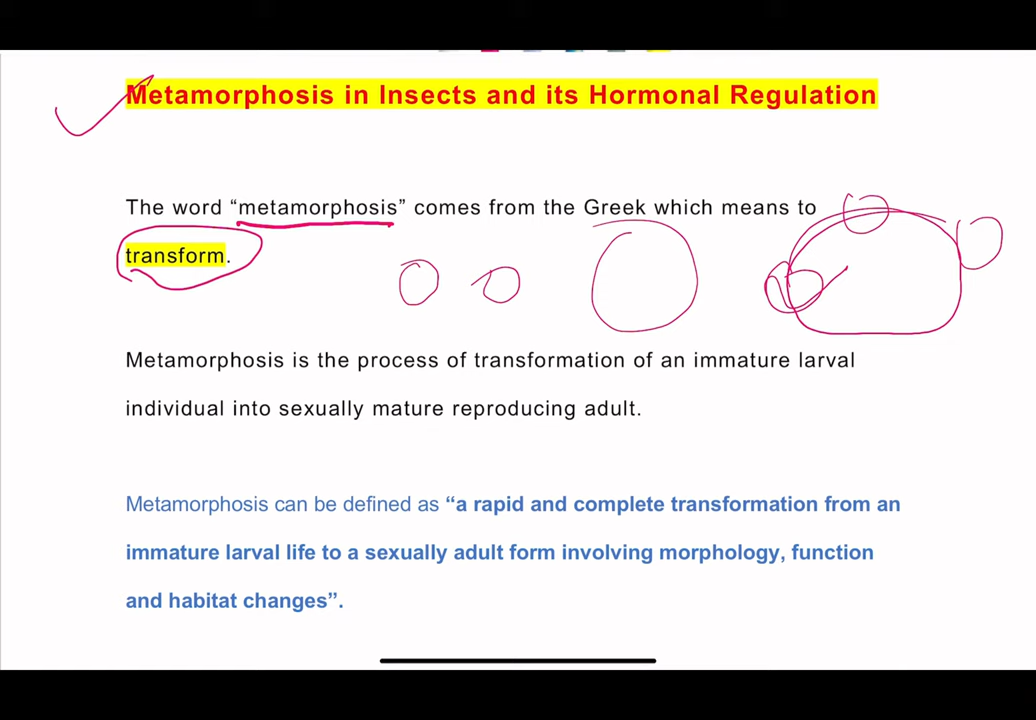 Metamorphosis in Insects and its Hormonal Regulation
The word “metamorphosis” comes from the Greek which means to
transform.
Metamorphosis is the process of transformation of an immature larval
individual into sexually mature reproducing adult.
Metamorphosis can be defined as “a rapid and complete transformation from an
immature larval life to a sexually adult form involving morphology, function
and habitat changes”.